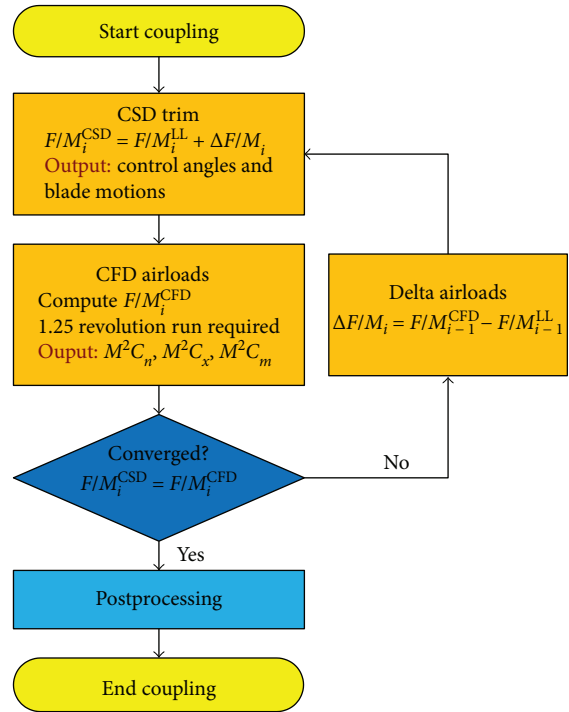 Start coupling
CSD trim
F/M_i^CSD = F/M_i^LL + ΔF/M_i
Output: control angles and
blade motions
CFD airloads
Compute F/M_i^CFD
1.25 revolution run required
Ouput: M²C_n, M²C_x, M²C_m
Delta airloads
ΔF/M_i = F/M_{i−1}^CFD − F/M_{i−1}^LL
Converged?
F/M_i^CSD = F/M_i^CFD
No
Yes
Postprocessing
End coupling